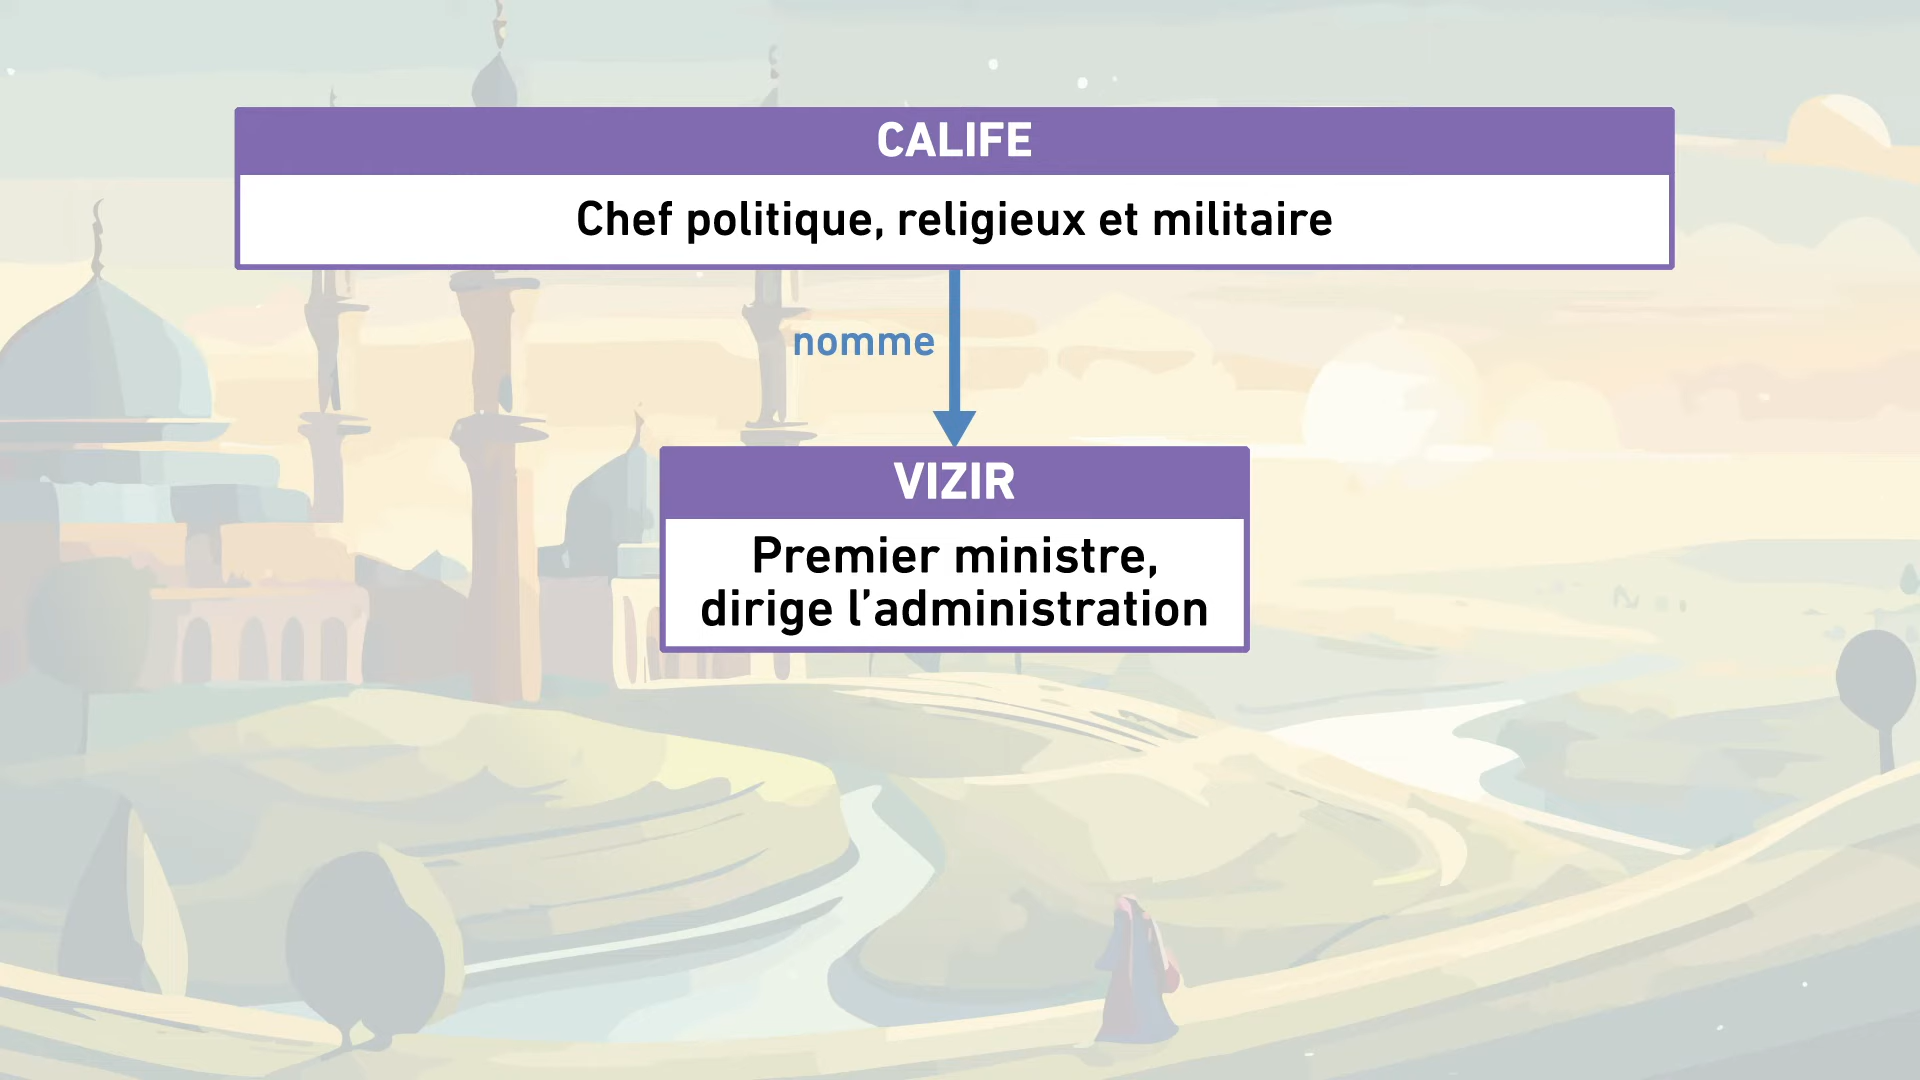 CALIFE
Chef politique, religieux et militaire
nomme
VIZIR
Premier ministre,
dirige l’administration